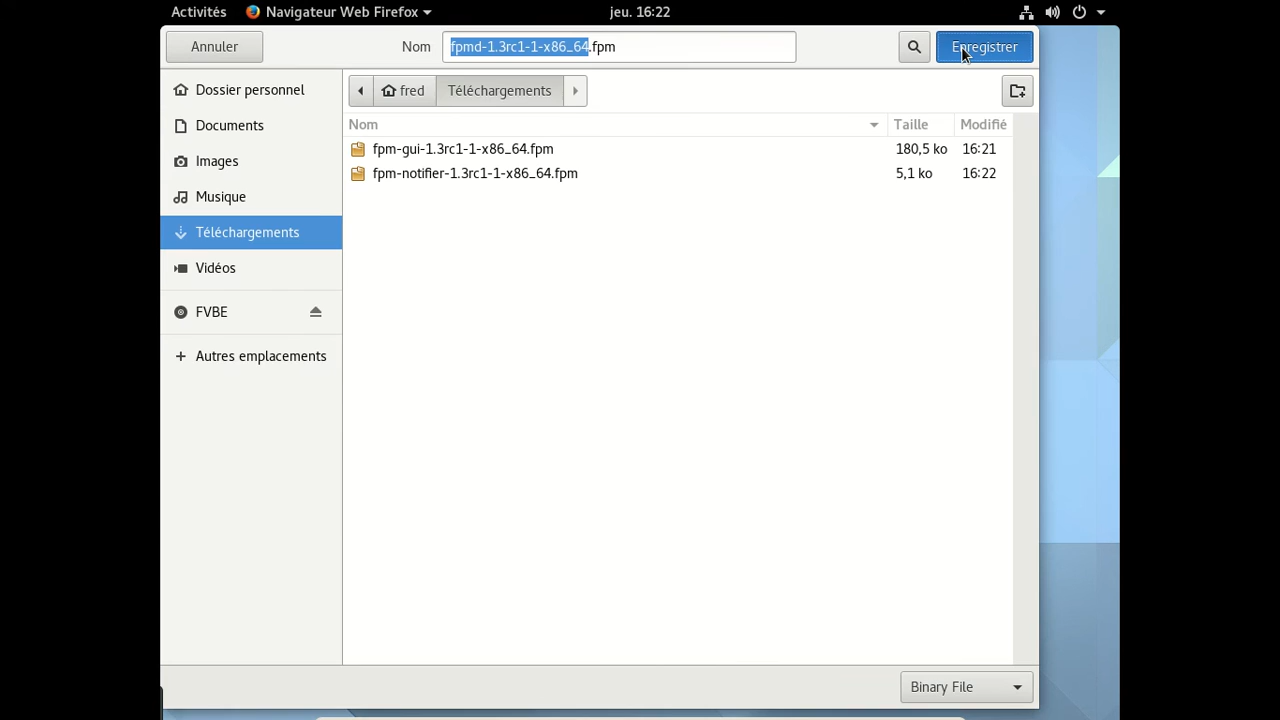 Activités
Navigateur Web Firefox
jeu. 16:22
Annuler
Nom
fpmd-1.3rc1-1-x86_64.fpm
Enregistrer
Dossier personnel
Documents
Images
Musique
Téléchargements
Vidéos
FVBE
Autres emplacements
fred
Téléchargements
Nom Taille Modifié
fpm-gui-1.3rc1-1-x86_64.fpm 180,5 ko 16:21
fpm-notifier-1.3rc1-1-x86_64.fpm 5,1 ko 16:22
Binary File